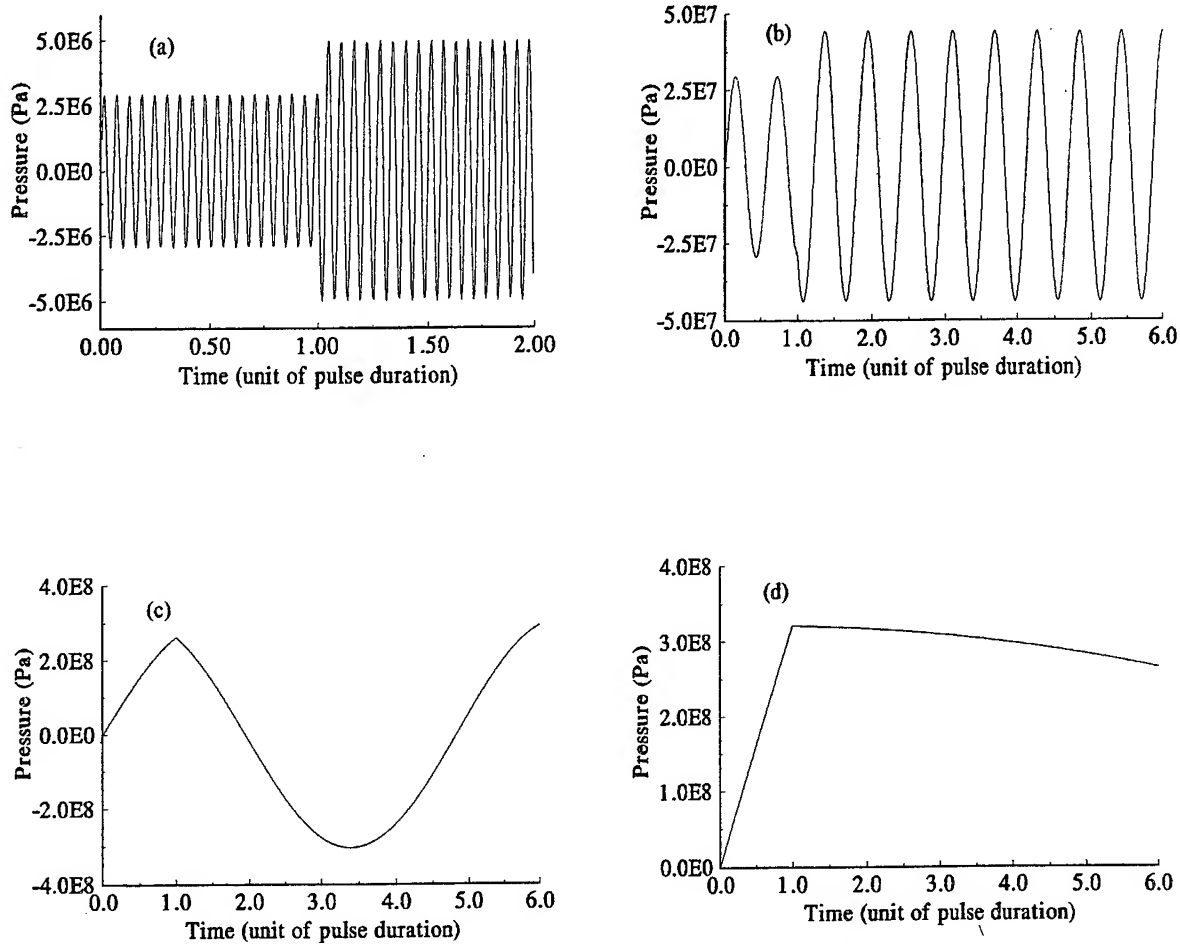 (a)
Pressure (Pa)
5.0E6
2.5E6
0.0E0
-2.5E6
-5.0E6
0.00 0.50 1.00 1.50 2.00
Time (unit of pulse duration)
(b)
Pressure (Pa)
5.0E7
2.5E7
0.0E0
-2.5E7
-5.0E7
0.0 1.0 2.0 3.0 4.0 5.0 6.0
Time (unit of pulse duration)
(c)
Pressure (Pa)
4.0E8
2.0E8
0.0E0
-2.0E8
-4.0E8
0.0 1.0 2.0 3.0 4.0 5.0 6.0
Time (unit of pulse duration)
(d)
Pressure (Pa)
4.0E8
3.0E8
2.0E8
1.0E8
0.0E0
0.0 1.0 2.0 3.0 4.0 5.0 6.0
Time (unit of pulse duration)